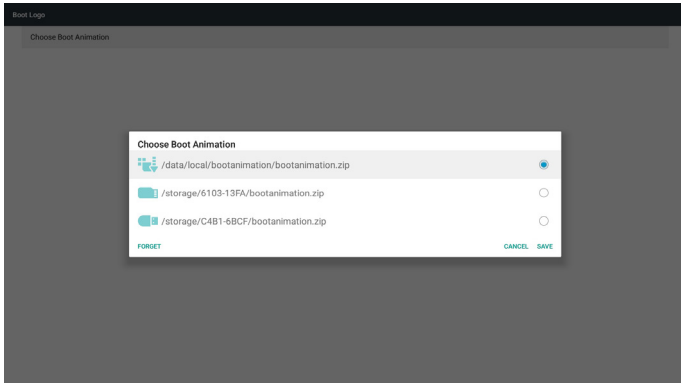 Boot Logo
Choose Boot Animation
Choose Boot Animation
/data/local/bootanimation/bootanimation.zip
/storage/6103-13FA/bootanimation.zip
/storage/C4B1-6BCF/bootanimation.zip
FORGET CANCEL SAVE